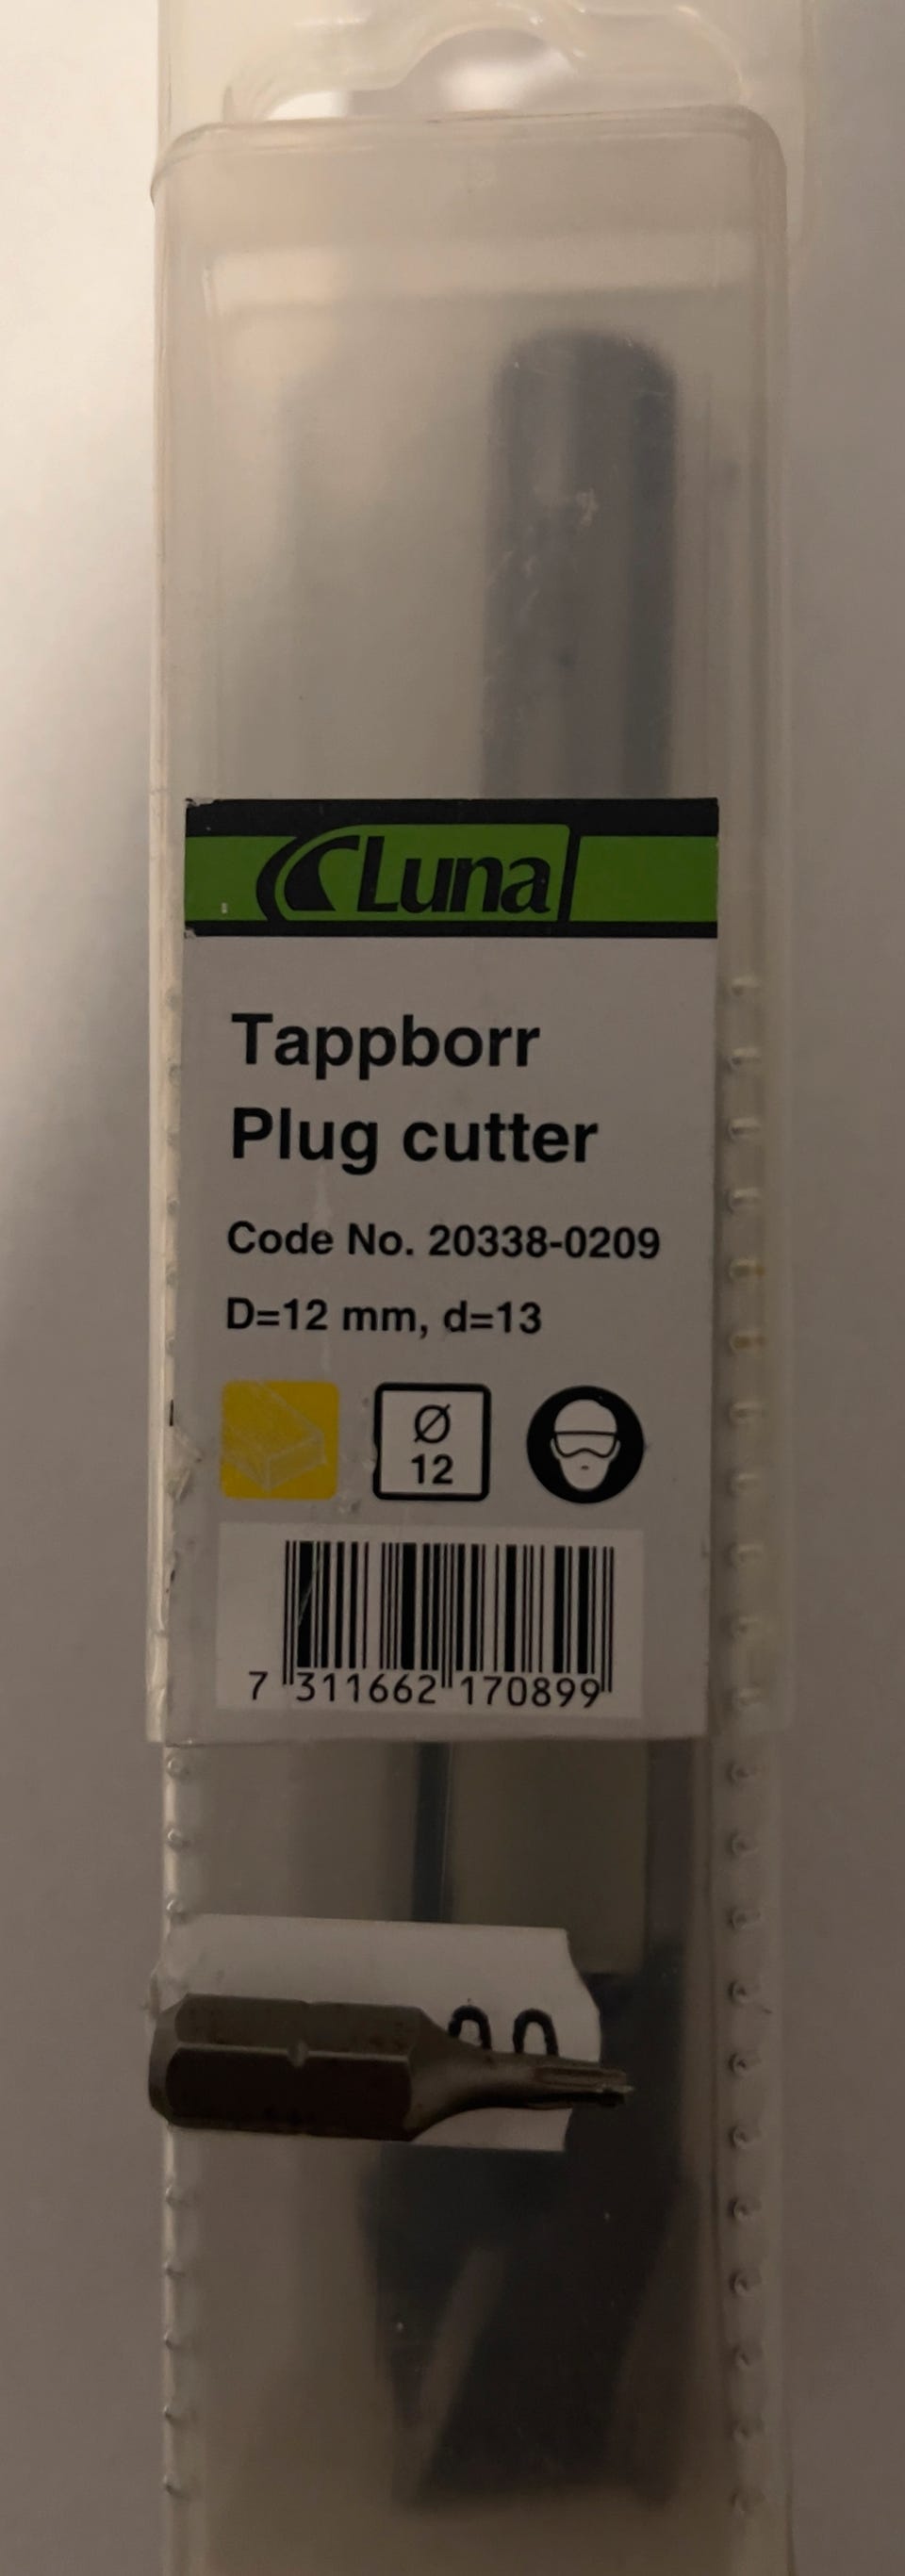 Luna
Tappborr
Plug cutter
Code No. 20338-0209
D=12 mm, d=13
Ø
12
7 311662 170899